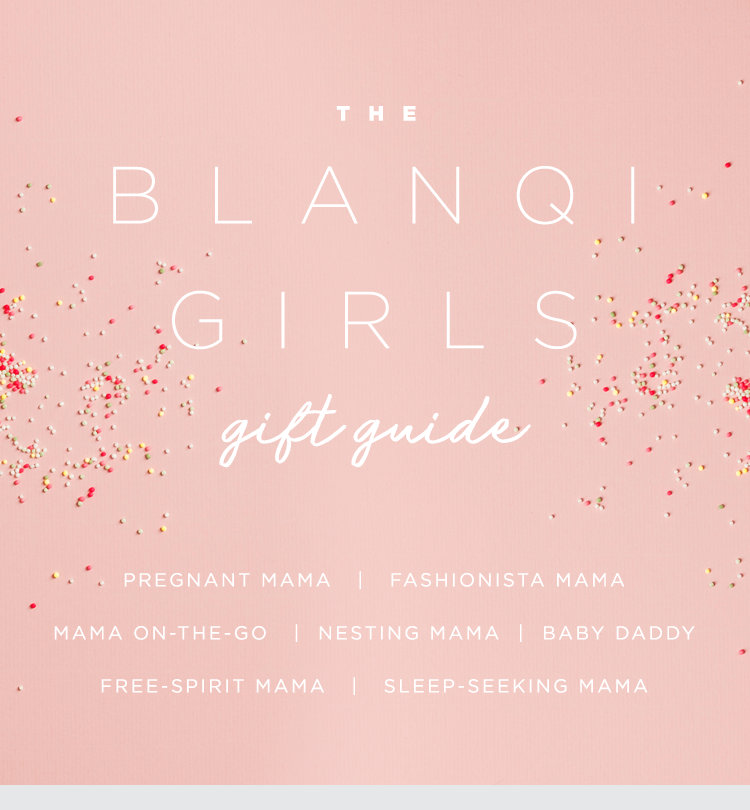 THE
BLANQI
GIRLS
gift guide
PREGNANT MAMA | FASHIONISTA MAMA
MAMA ON-THE-GO | NESTING MAMA | BABY DADDY
FREE-SPIRIT MAMA | SLEEP-SEEKING MAMA